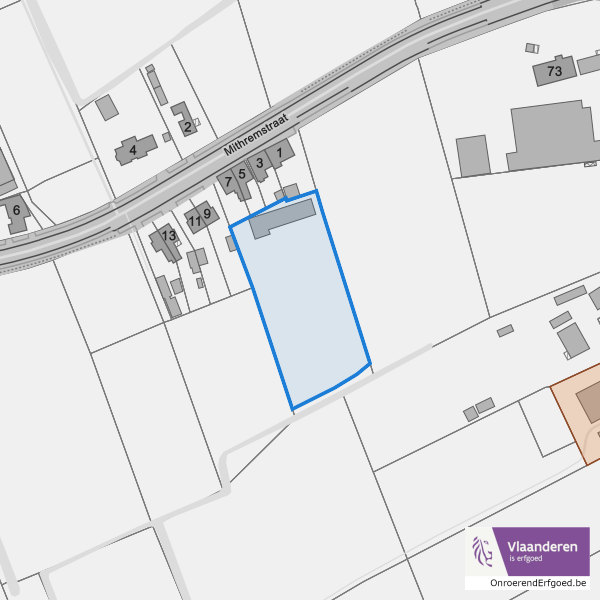 73
2
4
Mithremstraat
1
3
5
7
6
9
11
13
Vlaanderen
is erfgoed
OnroerendErfgoed.be